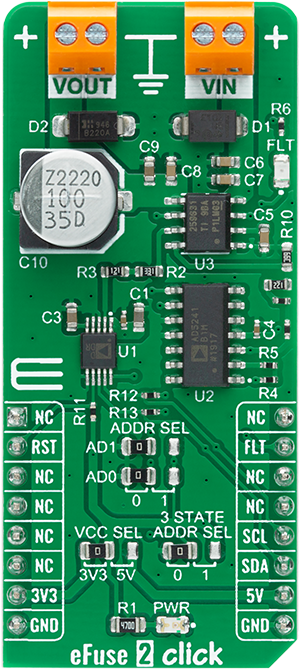 + +
VOUT VIN
R6
D2 D1
FLT
C9
C6
C8 C7
Z2220
100
35D
R10
C5
C10
U3
R3 R2
C1
C3
U1
AD5241
C4
R5
R4
U2
R11
R12
R13
NC ADDR SEL NC
RST AD1 FLT
NC AD0 NC
0 1
NC SCL
3 STATE
VCC SEL ADDR SEL
NC SDA
3V3 5V 0 1
3V3 5V
R1 PWR
GND GND
eFuse 2 click